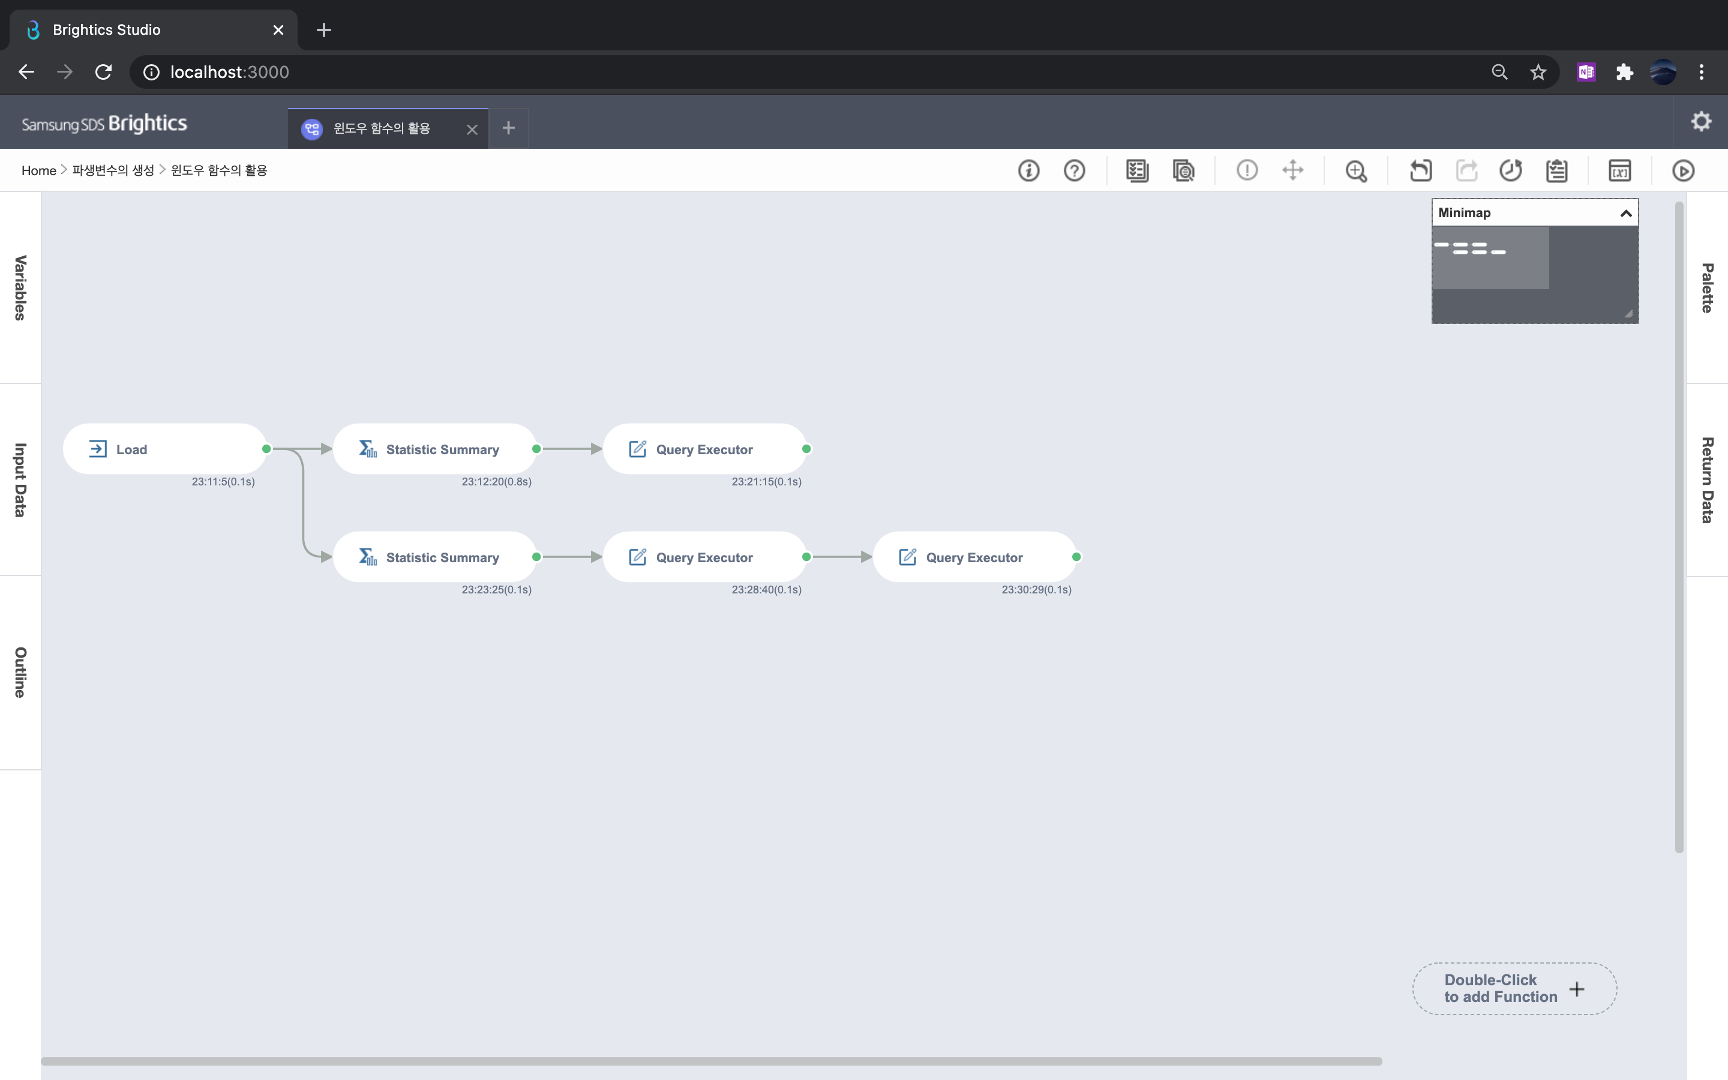 Brightics Studio
localhost:3000
Samsung SDS Brightics
윈도우 함수의 활용
Home > 파생변수의 생성 > 윈도우 함수의 활용
Variables
Input Data
Outline
Minimap
Palette
Return Data
Load
23:11:5(0.1s)
Statistic Summary
23:12:20(0.8s)
Query Executor
23:21:15(0.1s)
Statistic Summary
23:23:25(0.1s)
Query Executor
23:28:40(0.1s)
Query Executor
23:30:29(0.1s)
Double-Click
to add Function